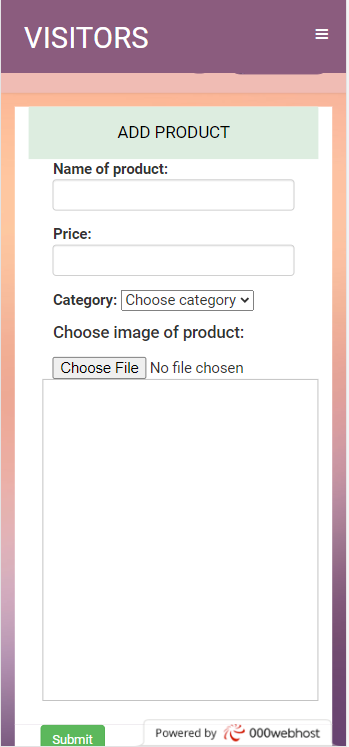 VISITORS
ADD PRODUCT
Name of product:
Price:
Category: Choose category
Choose image of product:
Choose File No file chosen
Submit
Powered by 000webhost